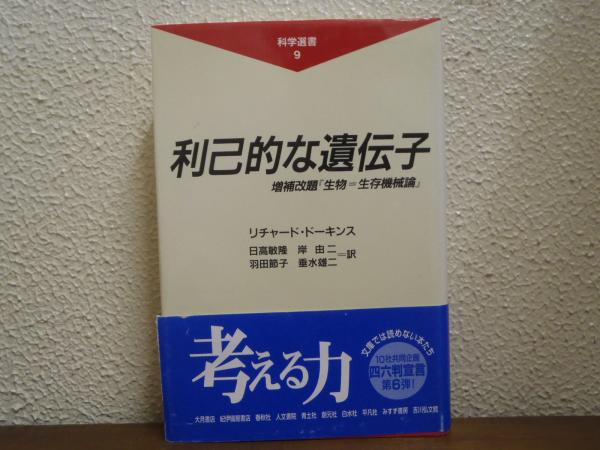 科学選書
9
利己的な遺伝子
増補改題『生物＝生存機械論』
リチャード・ドーキンス
日高敏隆 岸 由二
羽田節子 垂水雄二
＝訳
考える力
文庫では読めない本たち
10社共同企画
四六判宣言
第6弾！
大月書店 紀伊國屋書店 春秋社 人文書院 青土社 創元社 白水社 平凡社 みすず書房 吉川弘文館